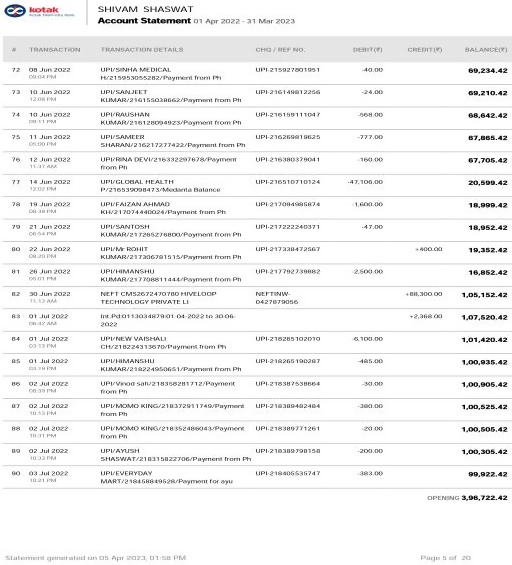 kotak
Kotak Mahindra Bank
SHIVAM SHASWAT
Account Statement 01 Apr 2022 - 31 Mar 2023
# TRANSACTION TRANSACTION DETAILS CHQ / REF NO. DEBIT(₹) CREDIT(₹) BALANCE(₹)
72 08 Jun 2022 UPI/SINHA MEDICAL UPI-215927801951 -40.00 69,234.42
09:04 PM H/215953055282/Payment from Ph
73 10 Jun 2022 UPI/SANJEET UPI-216149812256 -24.00 69,210.42
12:08 PM KUMAR/216155038662/Payment from Ph
74 10 Jun 2022 UPI/RAUSHAN UPI-216159111047 -568.00 68,642.42
09:11 PM KUMAR/216128094923/Payment from Ph
75 11 Jun 2022 UPI/SAMEER UPI-216269819625 -777.00 67,865.42
05:00 PM SHARAN/216217277422/Payment from Ph
76 12 Jun 2022 UPI/RINA DEVI/216332297678/Payment UPI-216380379041 -160.00 67,705.42
11:37 AM from Ph
77 14 Jun 2022 UPI/GLOBAL HEALTH UPI-216510710124 -47,106.00 20,599.42
12:02 PM P/216539098473/Medanta Balance
78 19 Jun 2022 UPI/FAIZAN AHMAD UPI-217094985874 -1,600.00 18,999.42
08:38 PM KH/217074440024/Payment from Ph
79 21 Jun 2022 UPI/SANTOSH UPI-217222240371 -47.00 18,952.42
06:54 PM KUMAR/217265276800/Payment from Ph
80 22 Jun 2022 UPI/Mr ROHIT UPI-217338472567 +400.00 19,352.42
08:20 PM KUMAR/217306781515/Payment from Ph
81 26 Jun 2022 UPI/HIMANSHU UPI-217792739882 -2,500.00 16,852.42
05:01 PM KUMAR/217708811444/Payment from Ph
82 30 Jun 2022 NEFT CMS2672470780 HIVELOOP NEFTINW- +88,300.00 1,05,152.42
11:13 AM TECHNOLOGY PRIVATE LI 0427879056
83 01 Jul 2022 Int.Pd:0113034879:01-04-2022 to 30-06- +2,368.00 1,07,520.42
06:42 AM 2022
84 01 Jul 2022 UPI/NEW VAISHALI UPI-218265102010 -6,100.00 1,01,420.42
03:13 PM CH/218224313670/Payment from Ph
85 01 Jul 2022 UPI/HIMANSHU UPI-218265190287 -485.00 1,00,935.42
03:19 PM KUMAR/218224950651/Payment from Ph
86 02 Jul 2022 UPI/Vinod sah/218358281712/Payment UPI-218387538664 -30.00 1,00,905.42
08:39 PM from Ph
87 02 Jul 2022 UPI/MOMO KING/218372911749/Payment UPI-218389482484 -380.00 1,00,525.42
10:13 PM from Ph
88 02 Jul 2022 UPI/MOMO KING/218352486043/Payment UPI-218389771261 -20.00 1,00,505.42
10:31 PM from Ph
89 02 Jul 2022 UPI/AYUSH UPI-218389798158 -200.00 1,00,305.42
10:33 PM SHASWAT/218315822706/Payment from Ph
90 03 Jul 2022 UPI/EVERYDAY UPI-218405535747 -383.00 99,922.42
10:21 PM MART/218458849528/Payment for ayu
OPENING 3,96,722.42
Statement generated on 05 Apr 2023, 01:58 PM Page 5 of 20